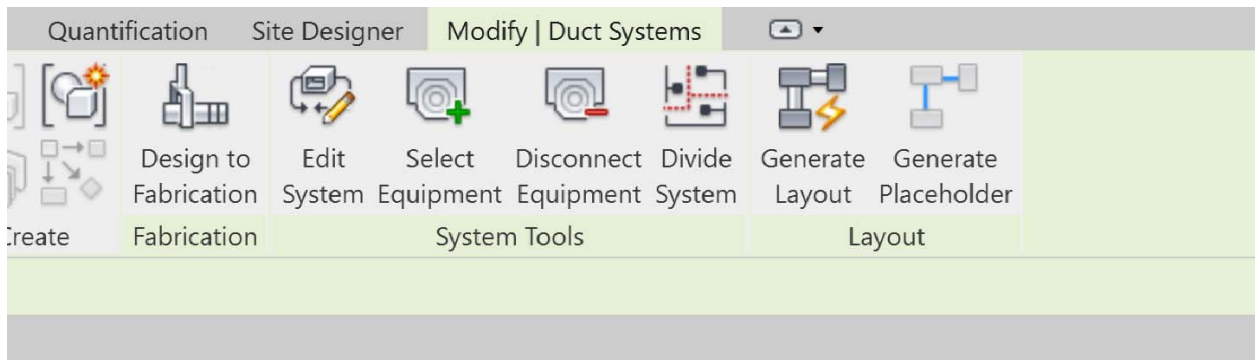 Quantification Site Designer Modify | Duct Systems
Design to Fabrication
Edit System
Select Equipment
Disconnect Equipment
Divide System
Generate Layout
Generate Placeholder
Fabrication System Tools Layout